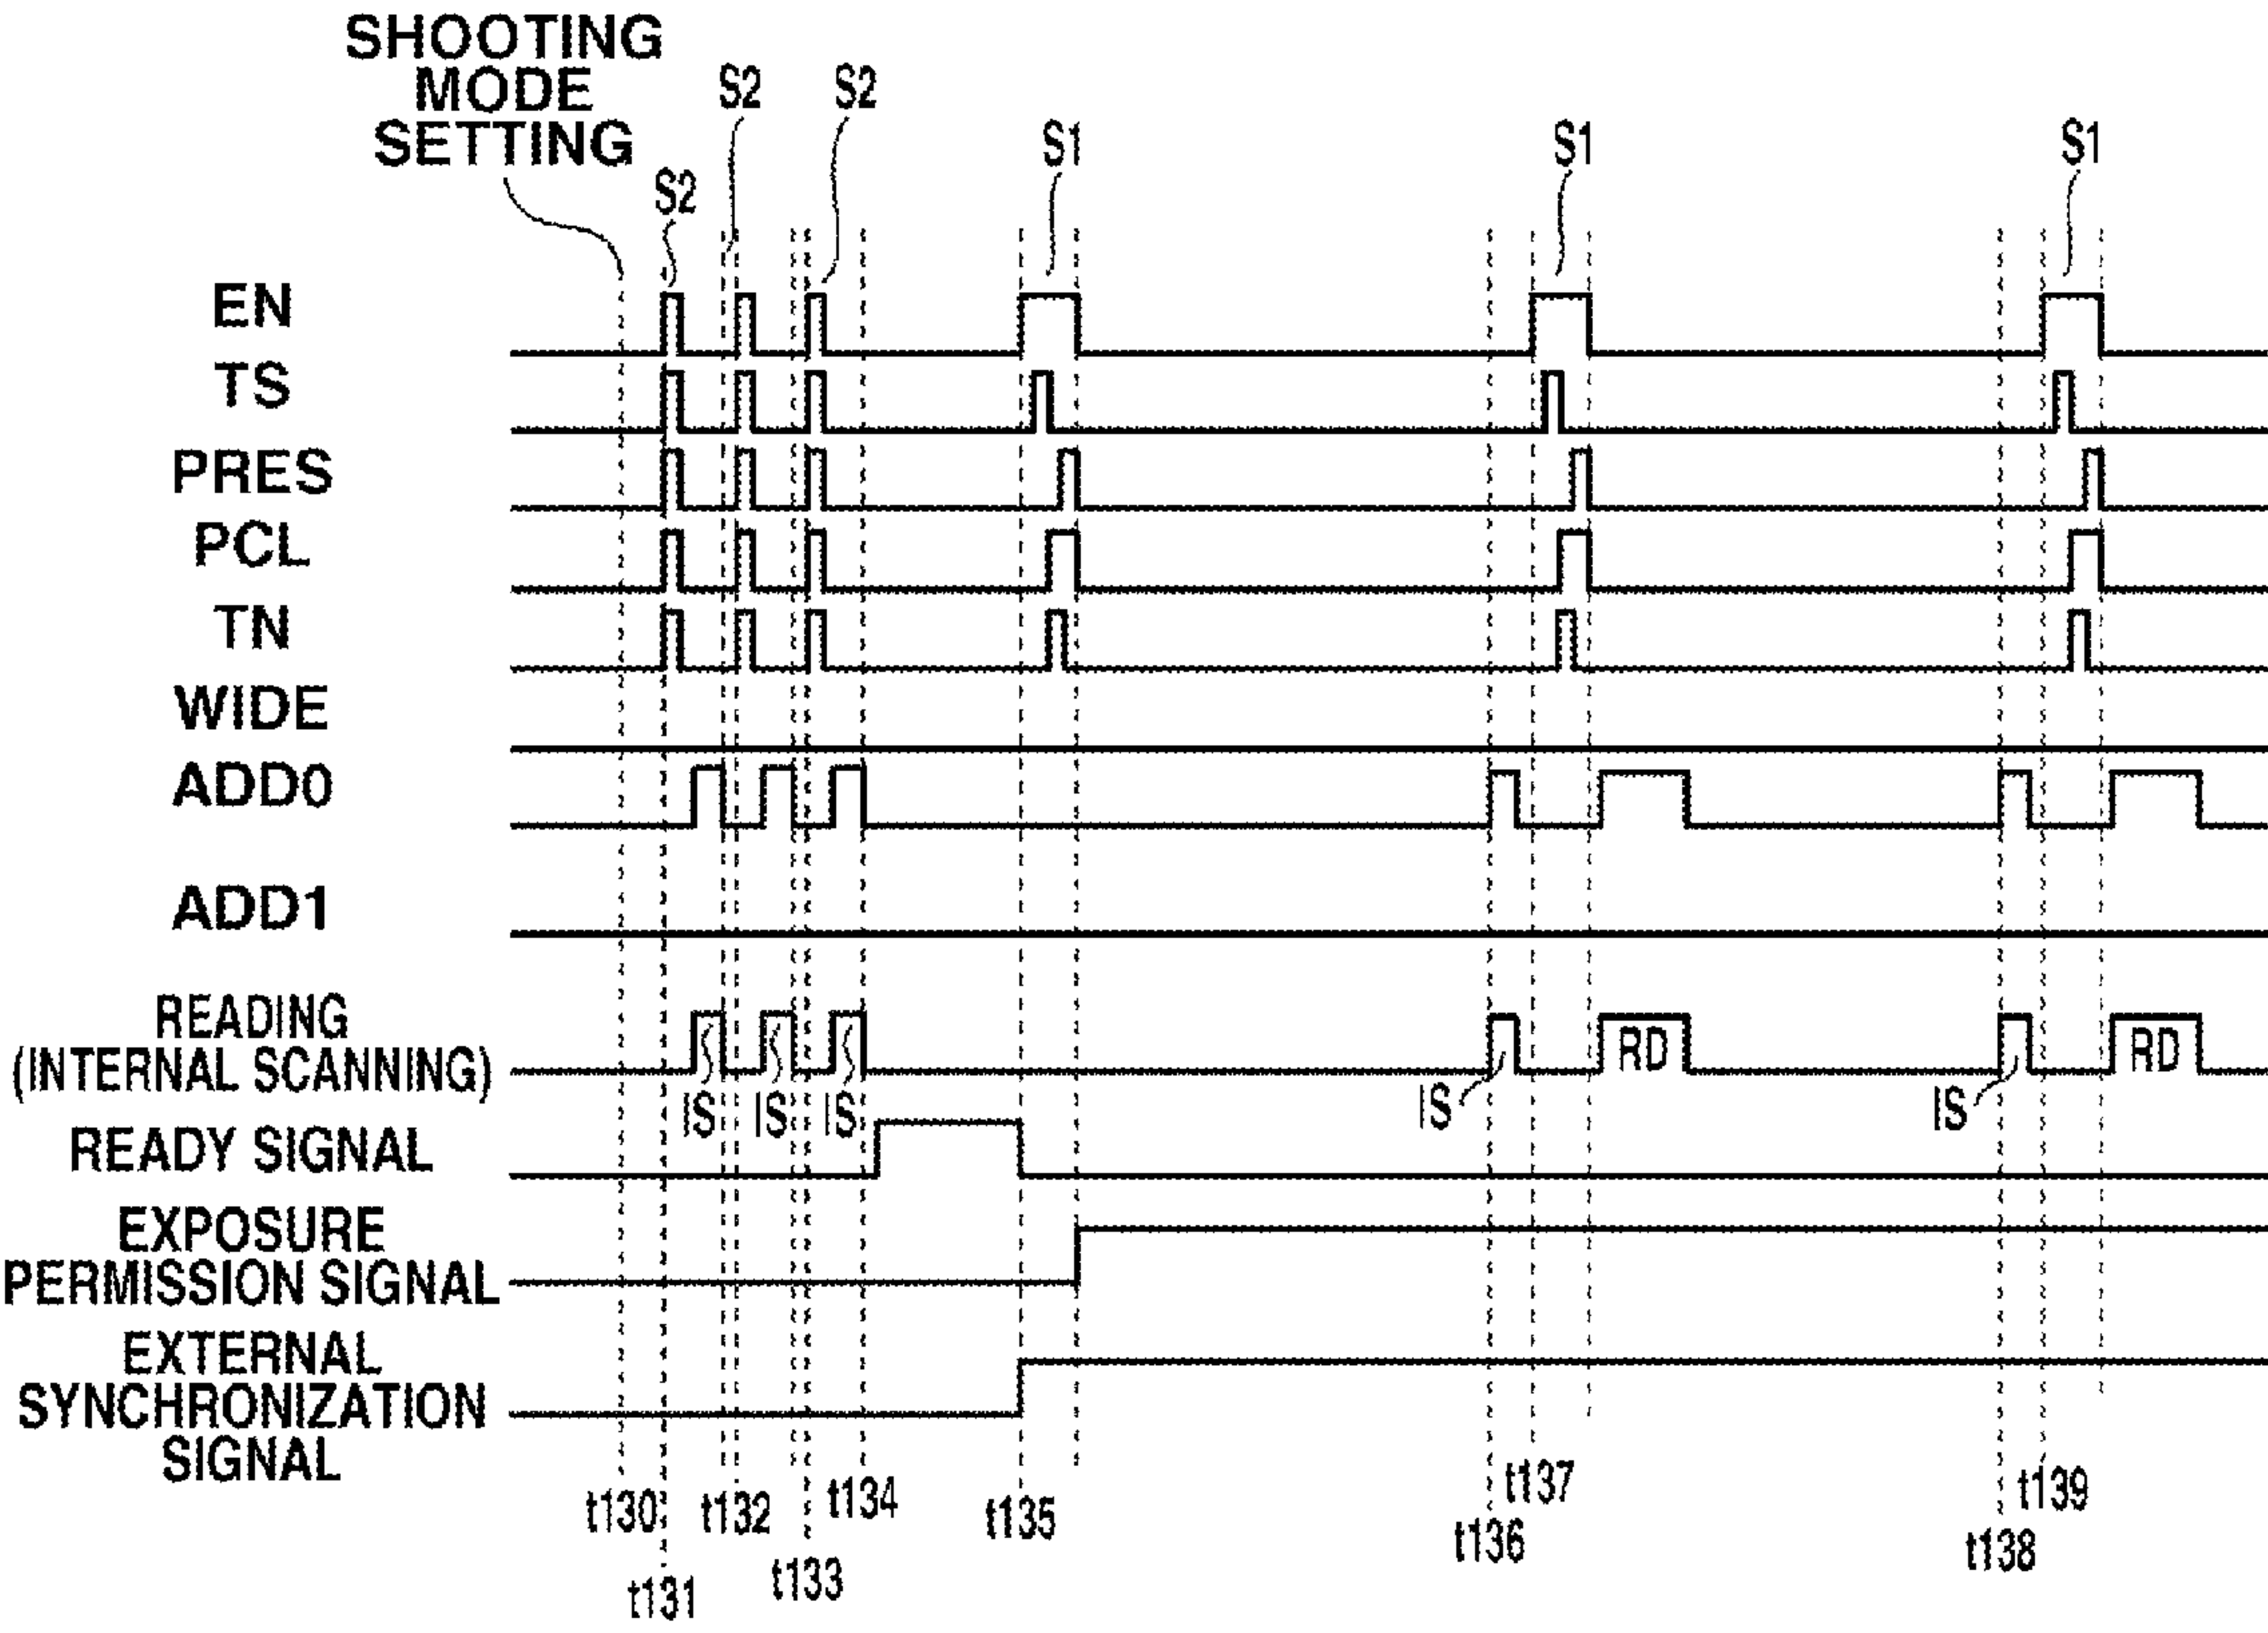 SHOOTING
MODE
SETTING
S2
S2
S2
S1
S1
S1
EN
TS
PRES
PCL
TN
WIDE
ADD0
ADD1
READING
(INTERNAL SCANNING)
RD
RD
IS
IS
IS
IS
IS
READY SIGNAL
EXPOSURE
PERMISSION SIGNAL
EXTERNAL
SYNCHRONIZATION
SIGNAL
t130
t131
t132
t133
t134
t135
t136
t137
t138
t139